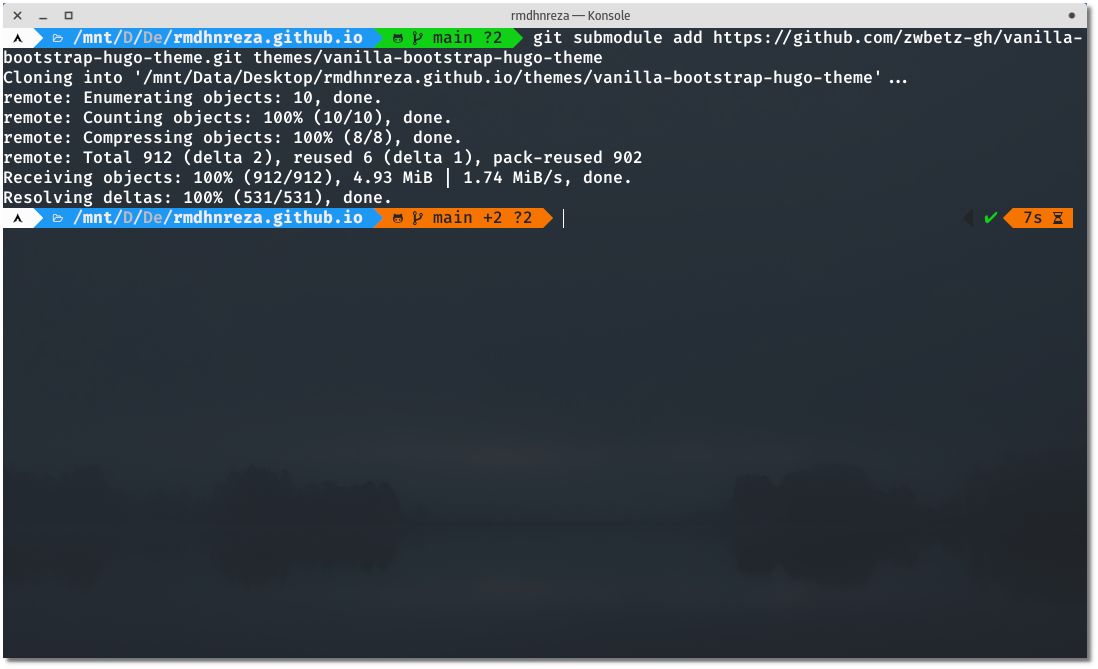 rmdhnreza — Konsole
/mnt/D/De/rmdhnreza.github.io main ?2 git submodule add https://github.com/zwbetz-gh/vanilla-
bootstrap-hugo-theme.git themes/vanilla-bootstrap-hugo-theme
Cloning into '/mnt/Data/Desktop/rmdhnreza.github.io/themes/vanilla-bootstrap-hugo-theme'...
remote: Enumerating objects: 10, done.
remote: Counting objects: 100% (10/10), done.
remote: Compressing objects: 100% (8/8), done.
remote: Total 912 (delta 2), reused 6 (delta 1), pack-reused 902
Receiving objects: 100% (912/912), 4.93 MiB | 1.74 MiB/s, done.
Resolving deltas: 100% (531/531), done.
/mnt/D/De/rmdhnreza.github.io main +2 ?2 ✔ 7s